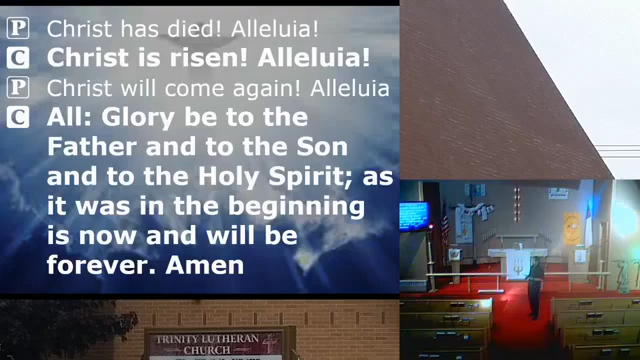 P Christ has died! Alleluia!
C Christ is risen! Alleluia!
P Christ will come again! Alleluia
C All: Glory be to the
Father and to the Son
and to the Holy Spirit; as
it was in the beginning
is now and will be
forever. Amen
TRINITY LUTHERAN
CHURCH